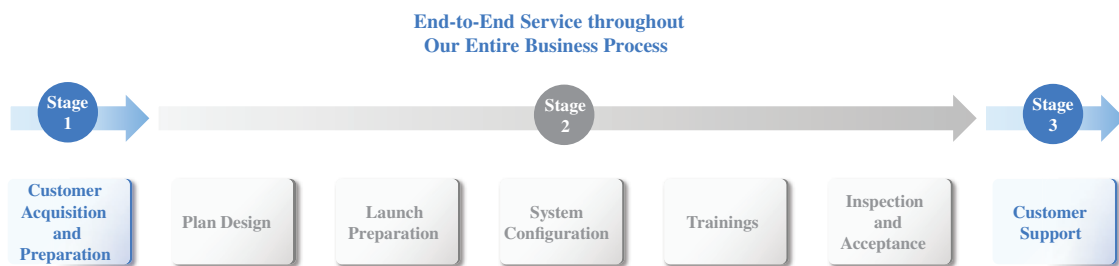 End-to-End Service throughout
Our Entire Business Process
Stage
1
Stage
2
Stage
3
Customer
Acquisition
and
Preparation
Plan Design
Launch
Preparation
System
Configuration
Trainings
Inspection
and
Acceptance
Customer
Support